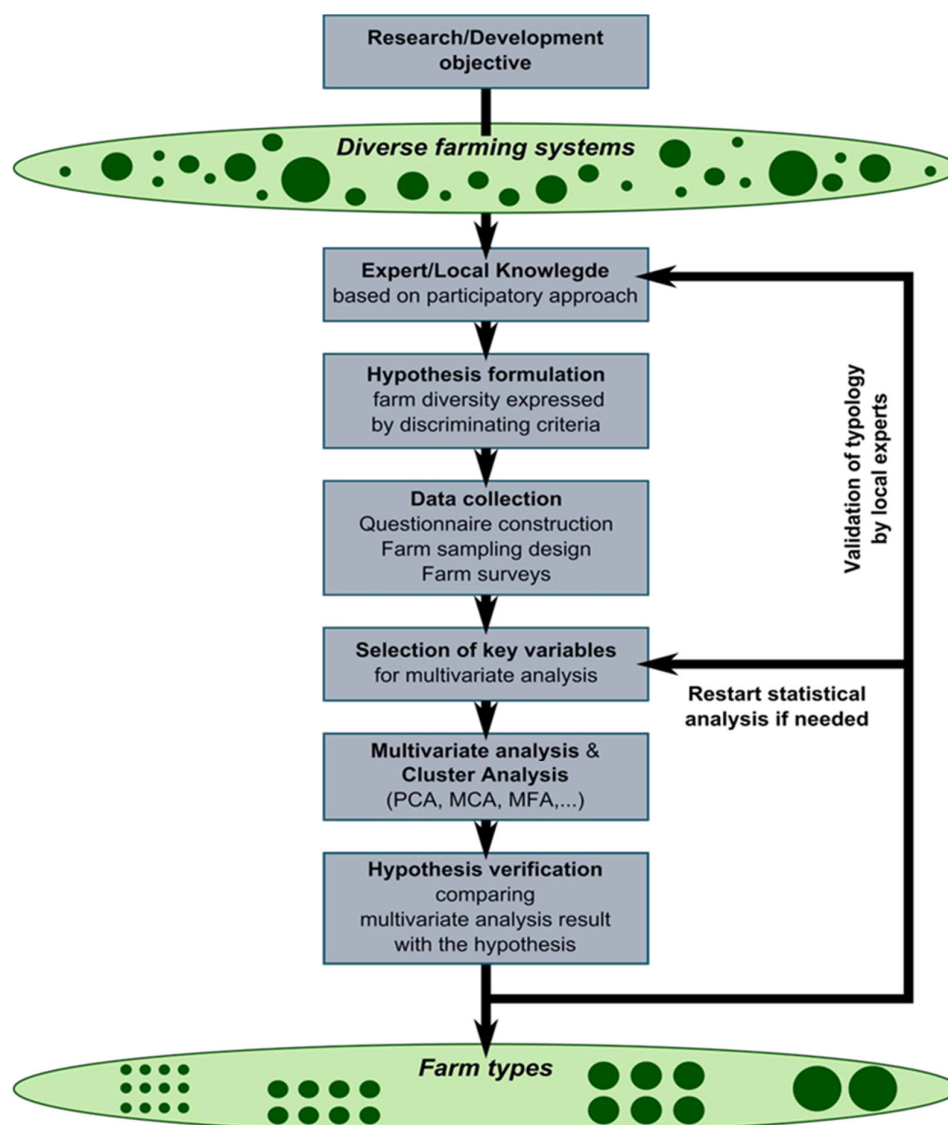 Research/Development
objective
Diverse farming systems
Expert/Local Knowlegde
based on participatory approach
Hypothesis formulation
farm diversity expressed
by discriminating criteria
Data collection
Questionnaire construction
Farm sampling design
Farm surveys
Selection of key variables
for multivariate analysis
Validation of typology
by local experts
Restart statistical
analysis if needed
Multivariate analysis &
Cluster Analysis
(PCA, MCA, MFA,...)
Hypothesis verification
comparing
multivariate analysis result
with the hypothesis
Farm types